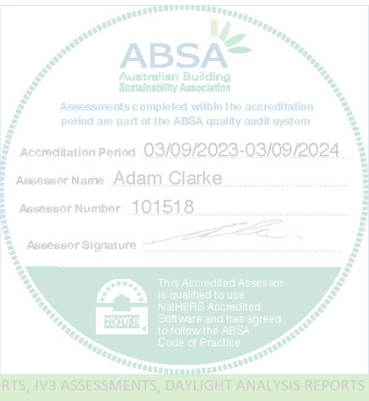 ABSA
Australian Building
Sustainability Association
Assessments completed within the accreditation
period are part of the ABSA quality audit system
Accreditation Period 03/09/2023-03/09/2024
Assessor Name Adam Clarke
Assessor Number 101518
Assessor Signature
This Accredited Assessor
is qualified to use
NatHERS Accredited
Software and has agreed
to follow the ABSA
Code of Practice
HOUSE
RTS, JV3 ASSESSMENTS, DAYLIGHT ANALYSIS REPORTS